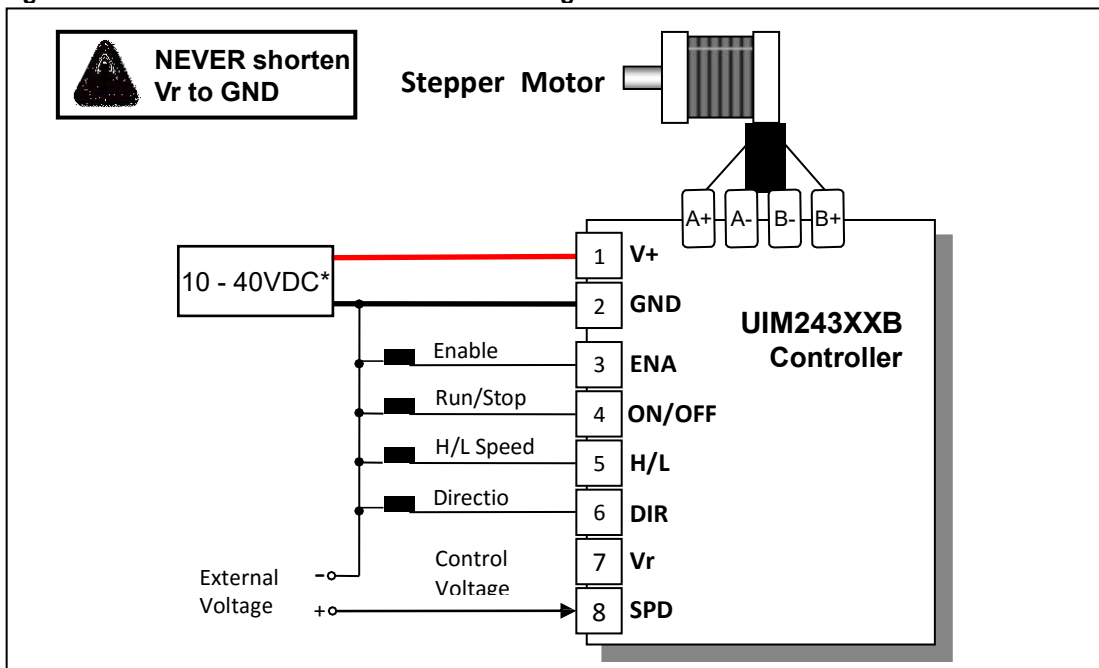 NEVER shorten
Vr to GND
Stepper Motor
A+ A- B- B+
10 - 40VDC*
1 V+
2 GND
UIM243XXB
Controller
Enable
3 ENA
Run/Stop
4 ON/OFF
H/L Speed
5 H/L
Directio
6 DIR
7 Vr
External
Voltage
-
+
Control
Voltage
8 SPD